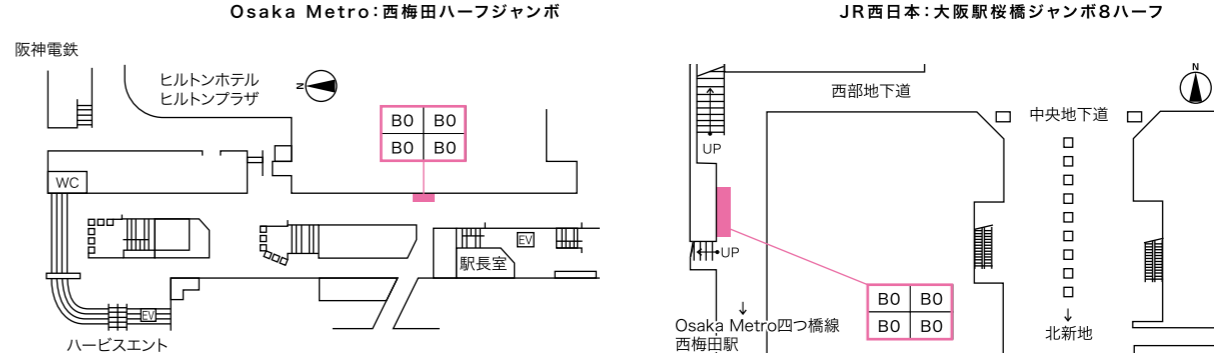 Osaka Metro：西梅田ハーフジャンボ
阪神電鉄
ヒルトンホテル
ヒルトンプラザ
N
B0 B0
B0 B0
WC
EV
駅長室
EV
ハービスエント
JR西日本：大阪駅桜橋ジャンボ8ハーフ
西部地下道
N
中央地下道
UP
UP
B0 B0
B0 B0
Osaka Metro四つ橋線
西梅田駅
北新地